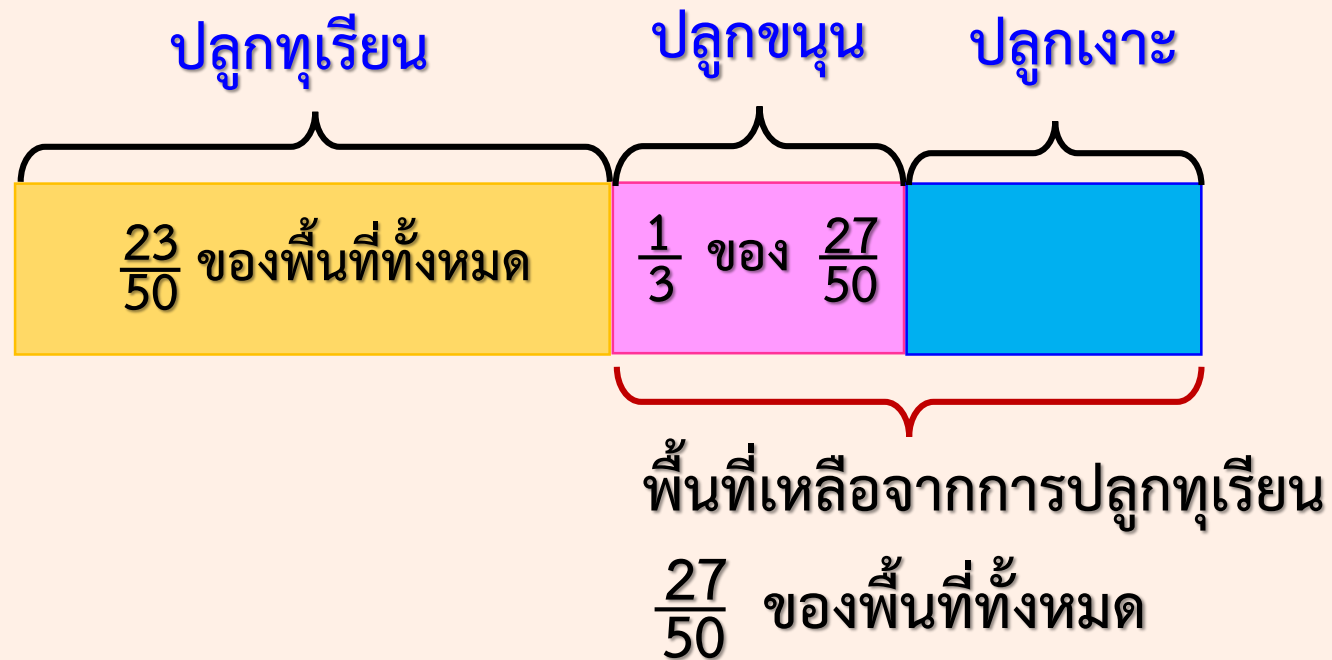 ปลูกทุเรียน ปลูกขนุน ปลูกเงาะ
23/50 ของพื้นที่ทั้งหมด 1/3 ของ 27/50
พื้นที่เหลือจากการปลูกทุเรียน
27/50 ของพื้นที่ทั้งหมด